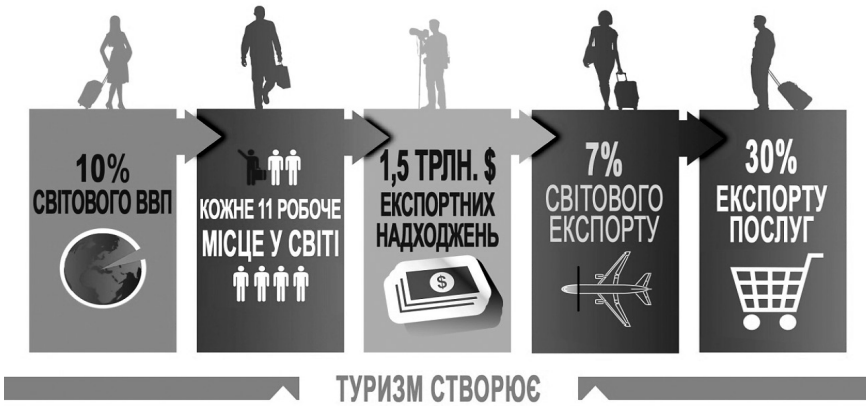 10%
СВІТОВОГО ВВП
КОЖНЕ 11 РОБОЧЕ
МІСЦЕ У СВІТІ
1,5 ТРЛН. $
ЕКСПОРТНИХ
НАДХОДЖЕНЬ
$
7%
СВІТОВОГО
ЕКСПОРТУ
30%
ЕКСПОРТУ
ПОСЛУГ
ТУРИЗМ СТВОРЮЄ